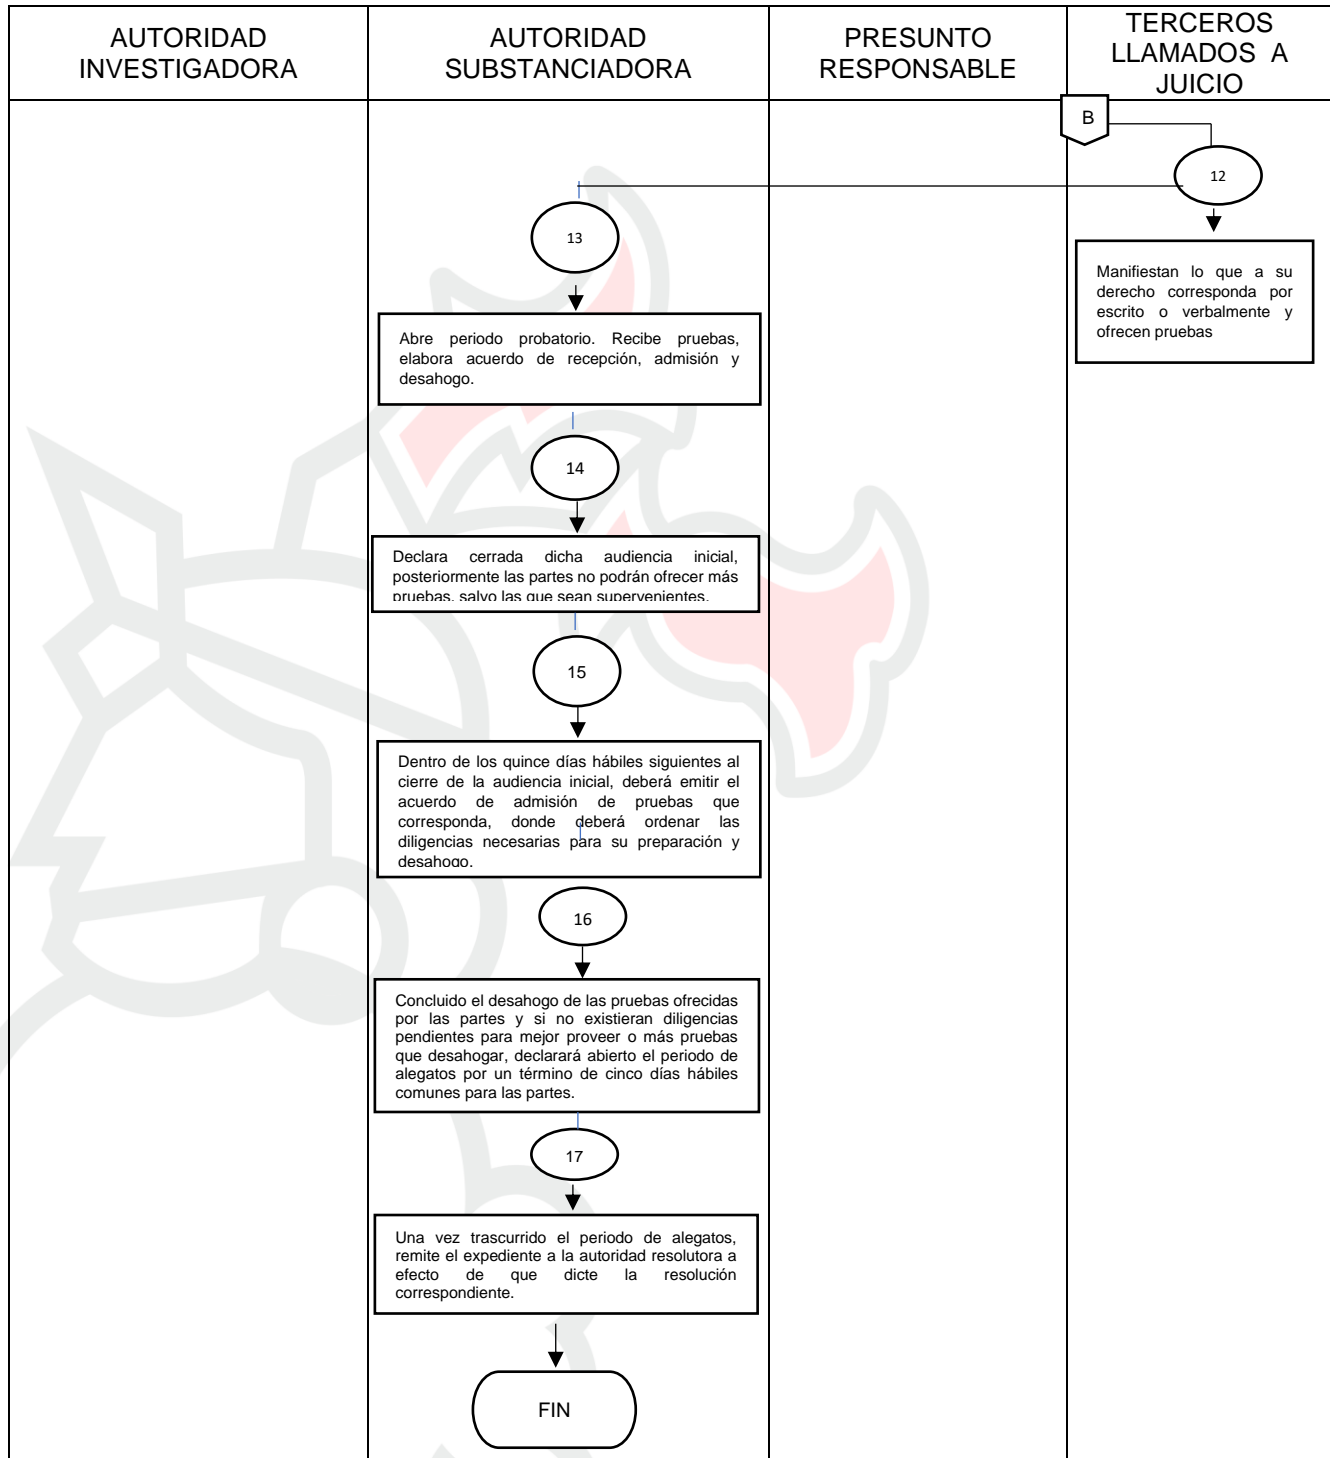 AUTORIDAD
INVESTIGADORA
AUTORIDAD
SUBSTANCIADORA
PRESUNTO
RESPONSABLE
TERCEROS
LLAMADOS A
JUICIO
B
12
Manifiestan lo que a su
derecho corresponda por
escrito o verbalmente y
ofrecen pruebas
13
Abre periodo probatorio. Recibe pruebas,
elabora acuerdo de recepción, admisión y
desahogo.
14
Declara cerrada dicha audiencia inicial,
posteriormente las partes no podrán ofrecer más
pruebas, salvo las que sean supervenientes.
15
Dentro de los quince días hábiles siguientes al
cierre de la audiencia inicial, deberá emitir el
acuerdo de admisión de pruebas que
corresponda, donde deberá ordenar las
diligencias necesarias para su preparación y
desahogo.
16
Concluido el desahogo de las pruebas ofrecidas
por las partes y si no existieran diligencias
pendientes para mejor proveer o más pruebas
que desahogar, declarará abierto el periodo de
alegatos por un término de cinco días hábiles
comunes para las partes.
17
Una vez trascurrido el periodo de alegatos,
remite el expediente a la autoridad resolutora a
efecto de que dicte la resolución
correspondiente.
FIN